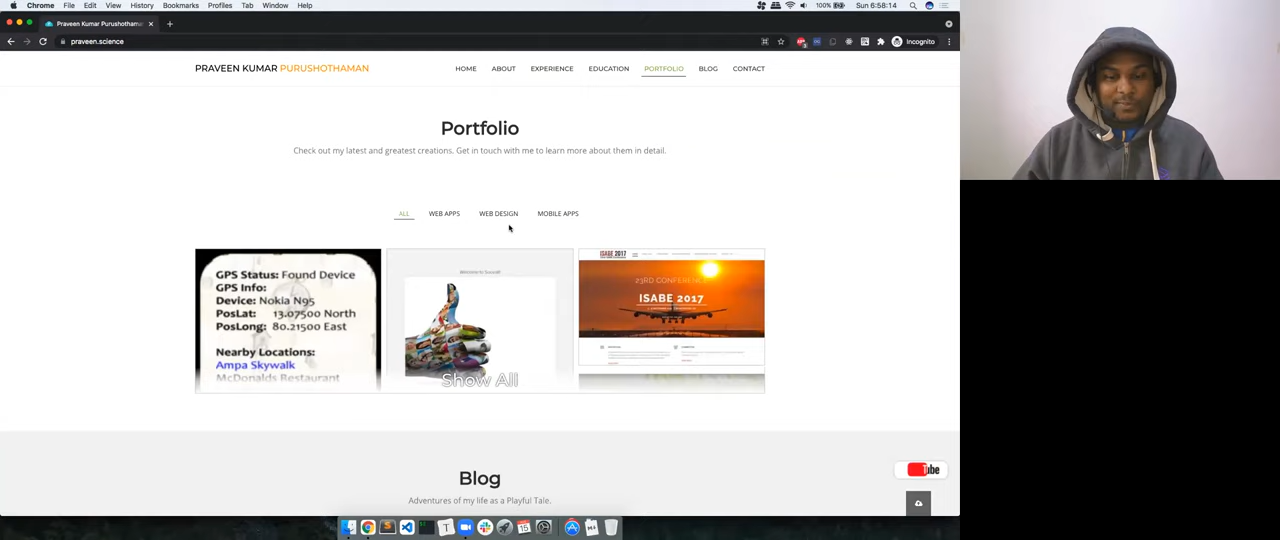 Chrome File Edit View History Bookmarks Profiles Tab Window Help 100% Sun 6:58:14
Praveen Kumar Purushothama
praveen.science
Incognito
PRAVEEN KUMAR PURUSHOTHAMAN
HOME ABOUT EXPERIENCE EDUCATION PORTFOLIO BLOG CONTACT
Portfolio
Check out my latest and greatest creations. Get in touch with me to learn more about them in detail.
ALL WEB APPS WEB DESIGN MOBILE APPS
GPS Status: Found Device
GPS Info:
Device: Nokia N95
PosLat: 13.07500 North
PosLong: 80.21500 East
Nearby Locations:
Ampa Skywalk
McDonalds Restaurant
ISABE 2017
23RD CONFERENCE
ISABE 2017
Show All
Blog
Adventures of my life as a Playful Tale.
ube
15